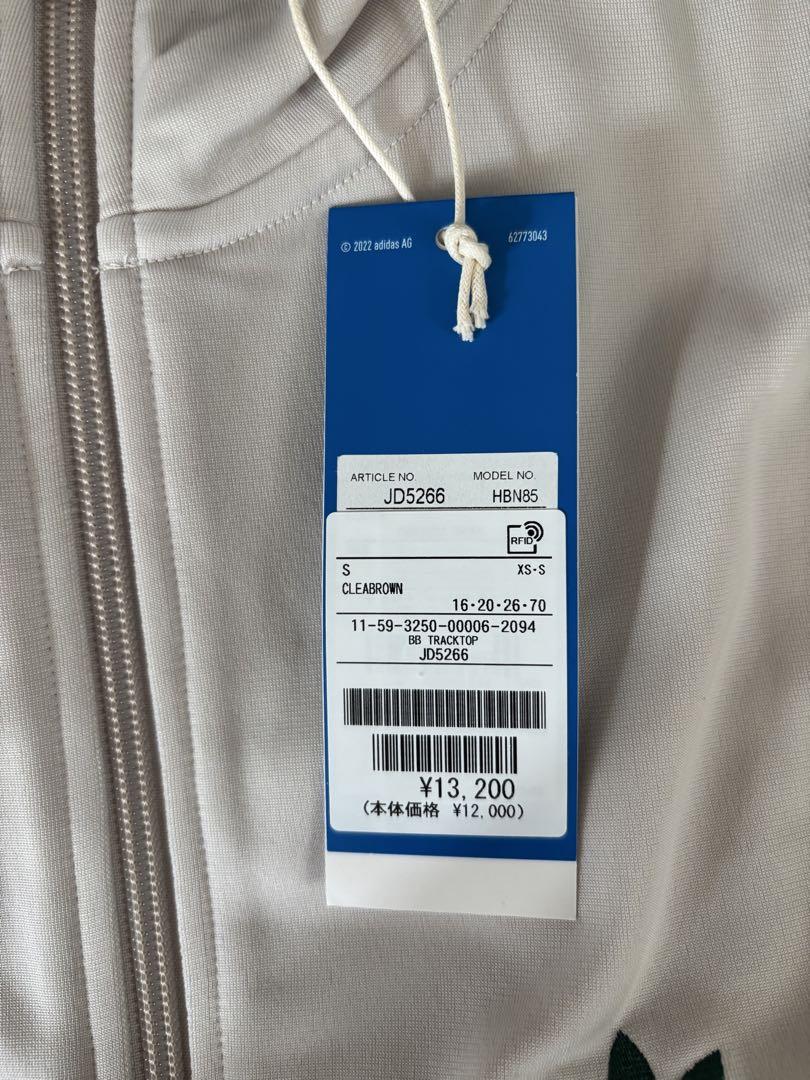 © 2022 adidas AG 62773043
ARTICLE NO. MODEL NO.
JD5266 HBN85
RFID
S XS-S
CLEABROWN
16・20・26・70
11-59-3250-00006-2094
BB TRACKTOP
JD5266
¥13,200
(本体価格 ¥12,000)